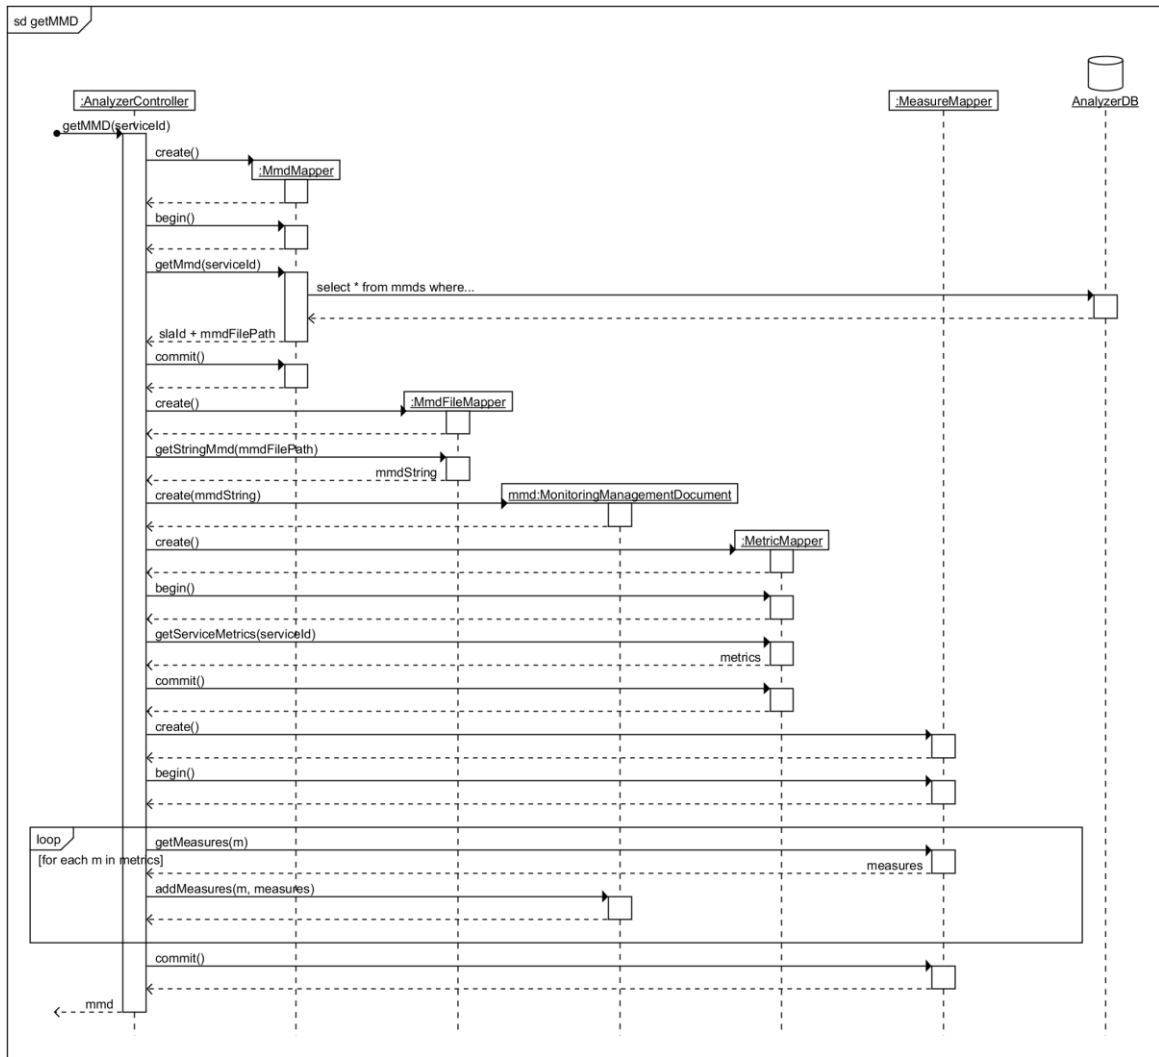 sd getMMD
:AnalyzerController
:MeasureMapper
AnalyzerDB
getMMD(serviceId)
create()
:MmdMapper
begin()
getMmd(serviceId)
select * from mmds where...
slaId + mmdFilePath
commit()
create()
:MmdFileMapper
getStringMmd(mmdFilePath)
mmdString
create(mmdString)
mmd:MonitoringManagementDocument
create()
:MetricMapper
begin()
getServiceMetrics(serviceId)
metrics
commit()
create()
begin()
loop
getMeasures(m)
[for each m in metrics]
measures
addMeasures(m, measures)
commit()
mmd